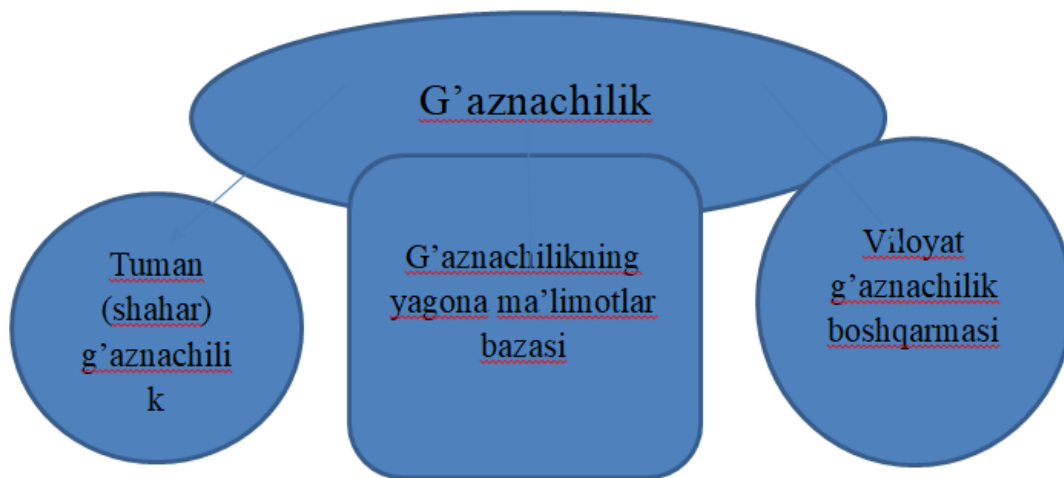 G’aznachilik
Tuman
(shahar)
g’aznachili
k
G’aznachilikning
yagona ma’limotlar
bazasi
Viloyat
g’aznachilik
boshqarmasi